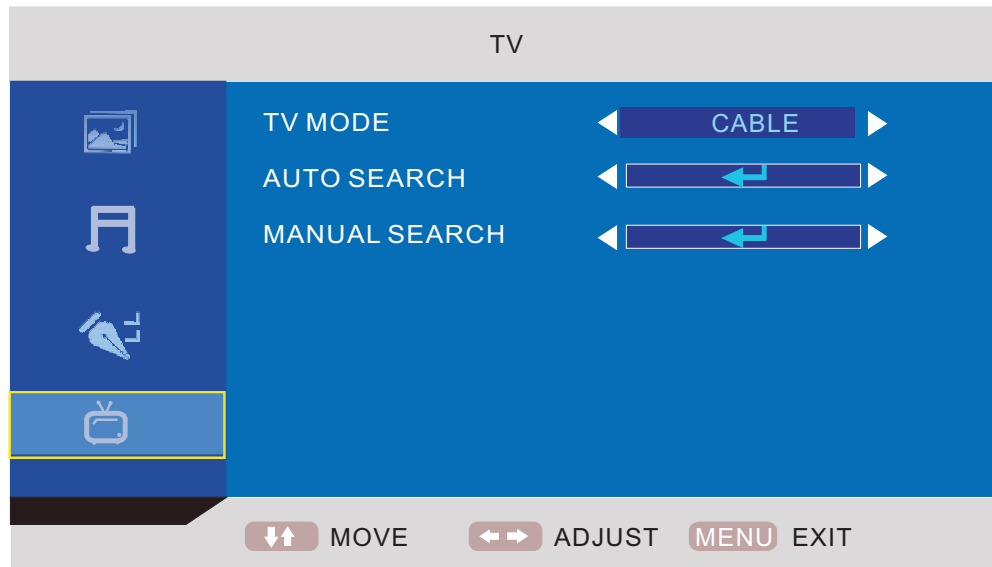 TV
TV MODE CABLE
AUTO SEARCH
MANUAL SEARCH
MOVE ADJUST MENU EXIT